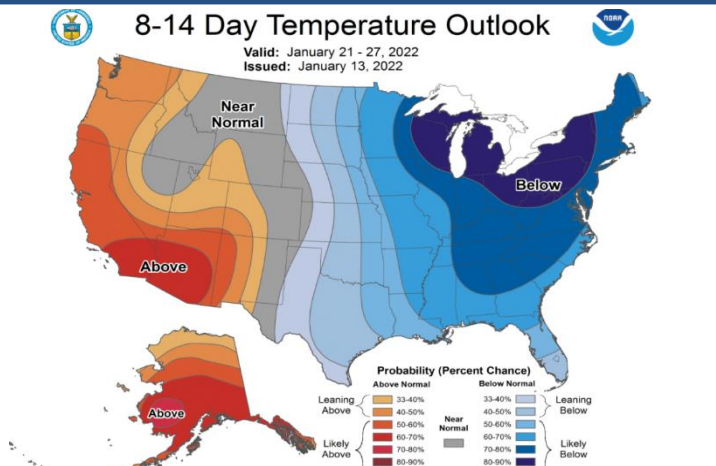 8-14 Day Temperature Outlook
NOAA
Valid: January 21 - 27, 2022
Issued: January 13, 2022
Near
Normal
Below
Above
Above
Probability (Percent Chance)
Above Normal Below Normal
Leaning
Above
33-40%
40-50%
Likely
Above
50-60%
60-70%
70-80%
80-90%
Near
Normal
33-40%
40-50%
Leaning
Below
50-60%
60-70%
70-80%
80-90%
Likely
Below